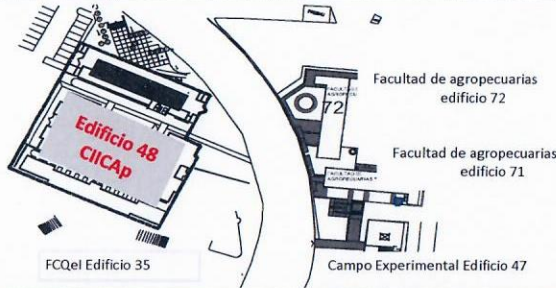 Facultad de agropecuarias
edificio 72
72
Edificio 48
CIICAp
Facultad de agropecuarias
edificio 71
FCQeI Edificio 35
Campo Experimental Edificio 47